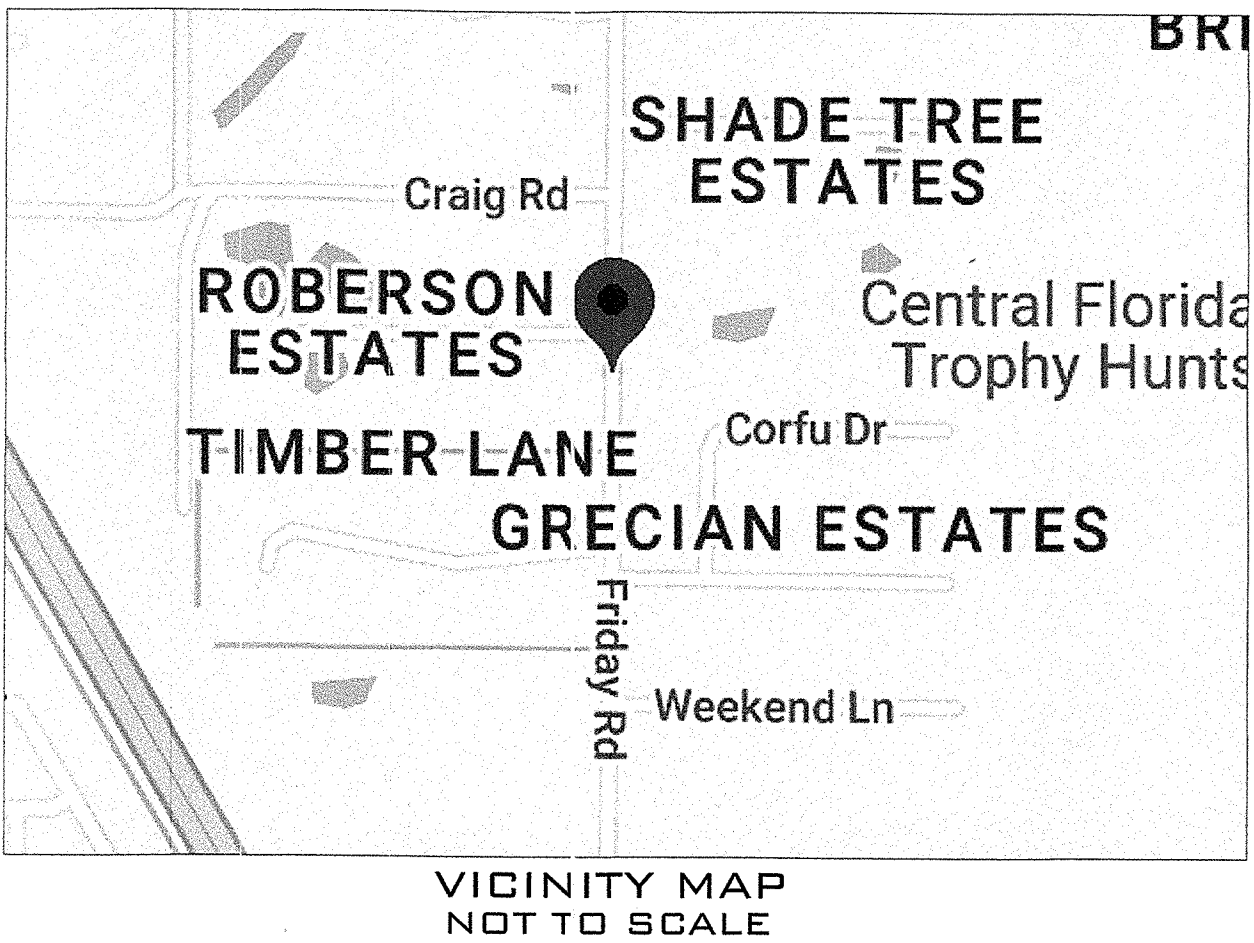 BRI
SHADE TREE
ESTATES
Craig Rd
ROBERSON
ESTATES
Central Florida
Trophy Hunts
Corfu Dr
TIMBER LANE
GRECIAN ESTATES
Friday Rd
Weekend Ln
VICINITY MAP
NOT TO SCALE